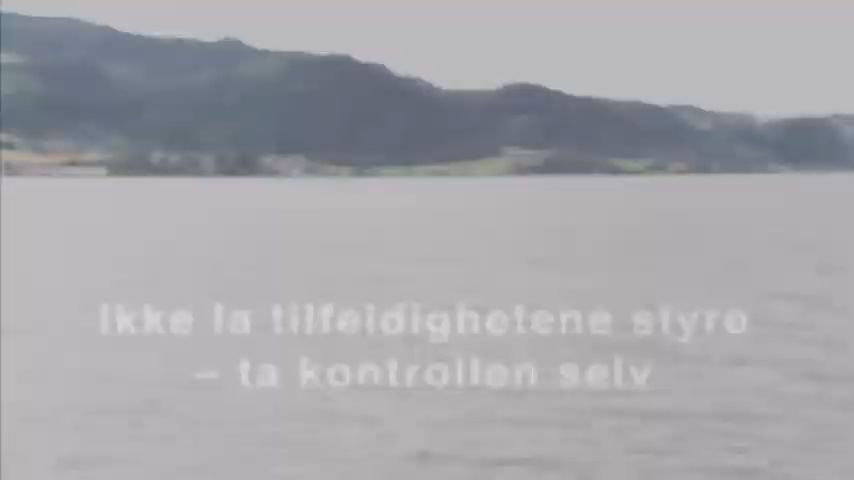 Ikke la tilfeldighetene styre
– ta kontrollen selv